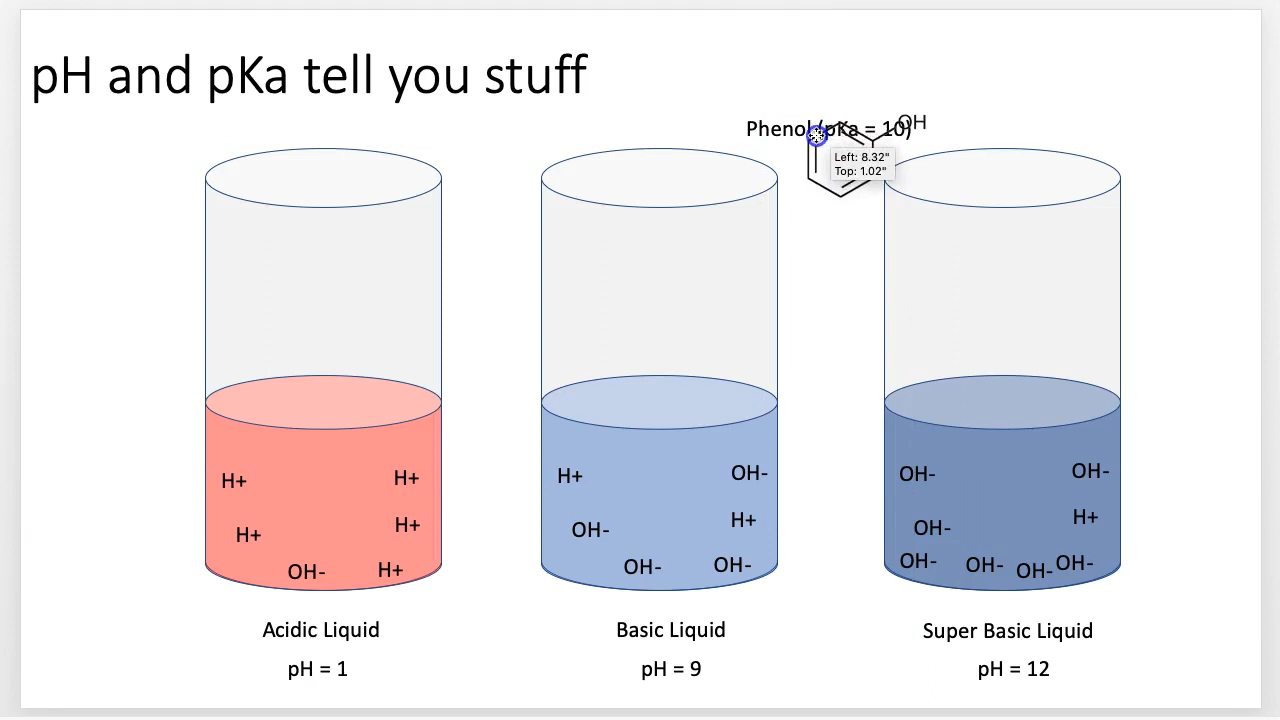 pH and pKa tell you stuff
Phenol (pKa = 10)
OH
Left: 8.32"
Top: 1.02"
H+
H+
H+
H+
OH-
H+
H+
OH-
OH-
H+
OH-
OH-
OH-
OH-
OH-
H+
OH-
OH-
OH-
OH-
Acidic Liquid
Basic Liquid
Super Basic Liquid
pH = 1
pH = 9
pH = 12